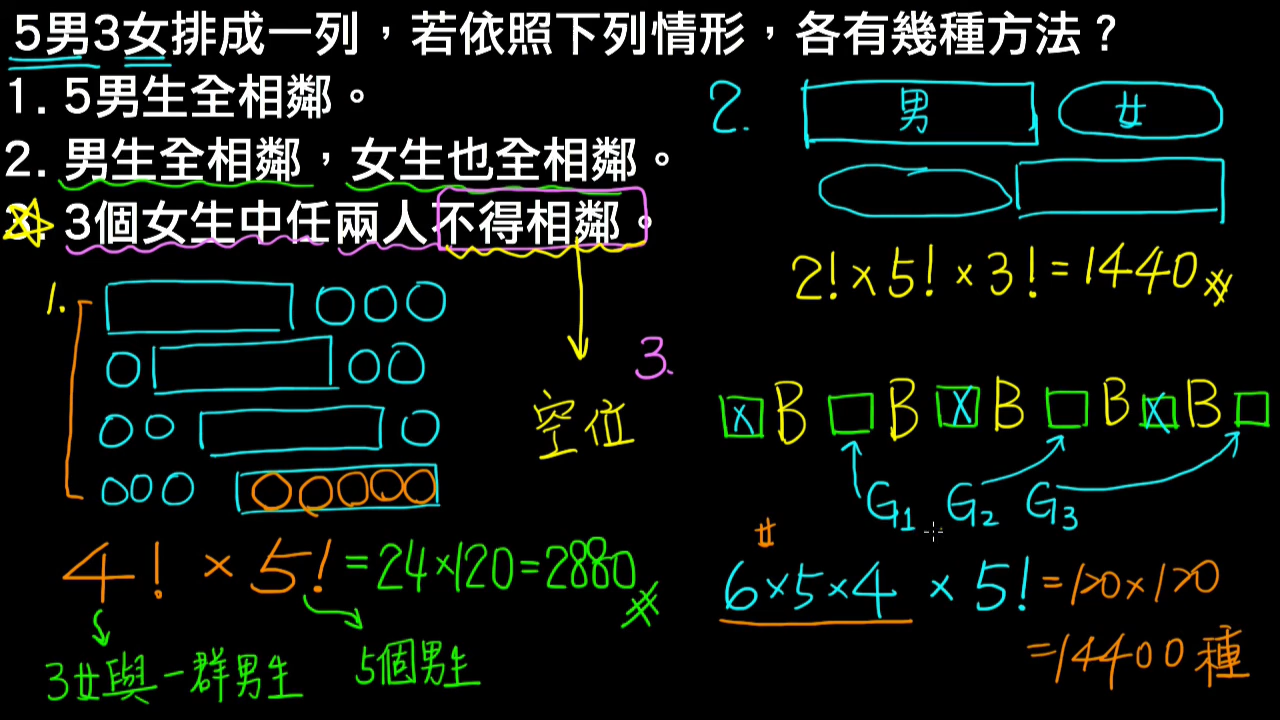 5男3女排成一列，若依照下列情形，各有幾種方法？
1. 5男生全相鄰。
2. 男生全相鄰，女生也全相鄰。
3. 3個女生中任兩人不得相鄰。
1.
4! × 5! = 24×120=2880
3女與一群男生
5個男生
空位
2.
男 女
2! × 5! × 3! = 1440
3.
X B B X B B X B
G1 G2 G3
女
6×5×4 × 5! = 120×120
=14400種